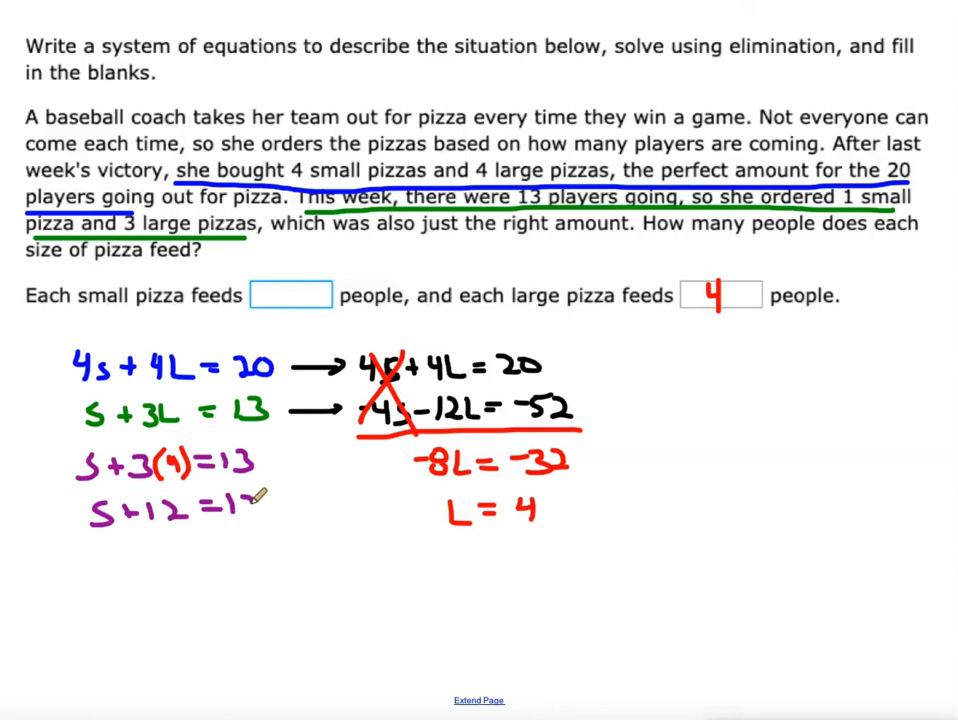 Write a system of equations to describe the situation below, solve using elimination, and fill
in the blanks.
A baseball coach takes her team out for pizza every time they win a game. Not everyone can
come each time, so she orders the pizzas based on how many players are coming. After last
week's victory, she bought 4 small pizzas and 4 large pizzas, the perfect amount for the 20
players going out for pizza. This week, there were 13 players going, so she ordered 1 small
pizza and 3 large pizzas, which was also just the right amount. How many people does each
size of pizza feed?
Each small pizza feeds people, and each large pizza feeds 4 people.
4s + 4L = 20 → 4s + 4L = 20
s + 3L = 13 → -4s - 12L = -52
s + 3(4) = 13 -8L = -32
s + 12 = 1 L = 4
Extend Page